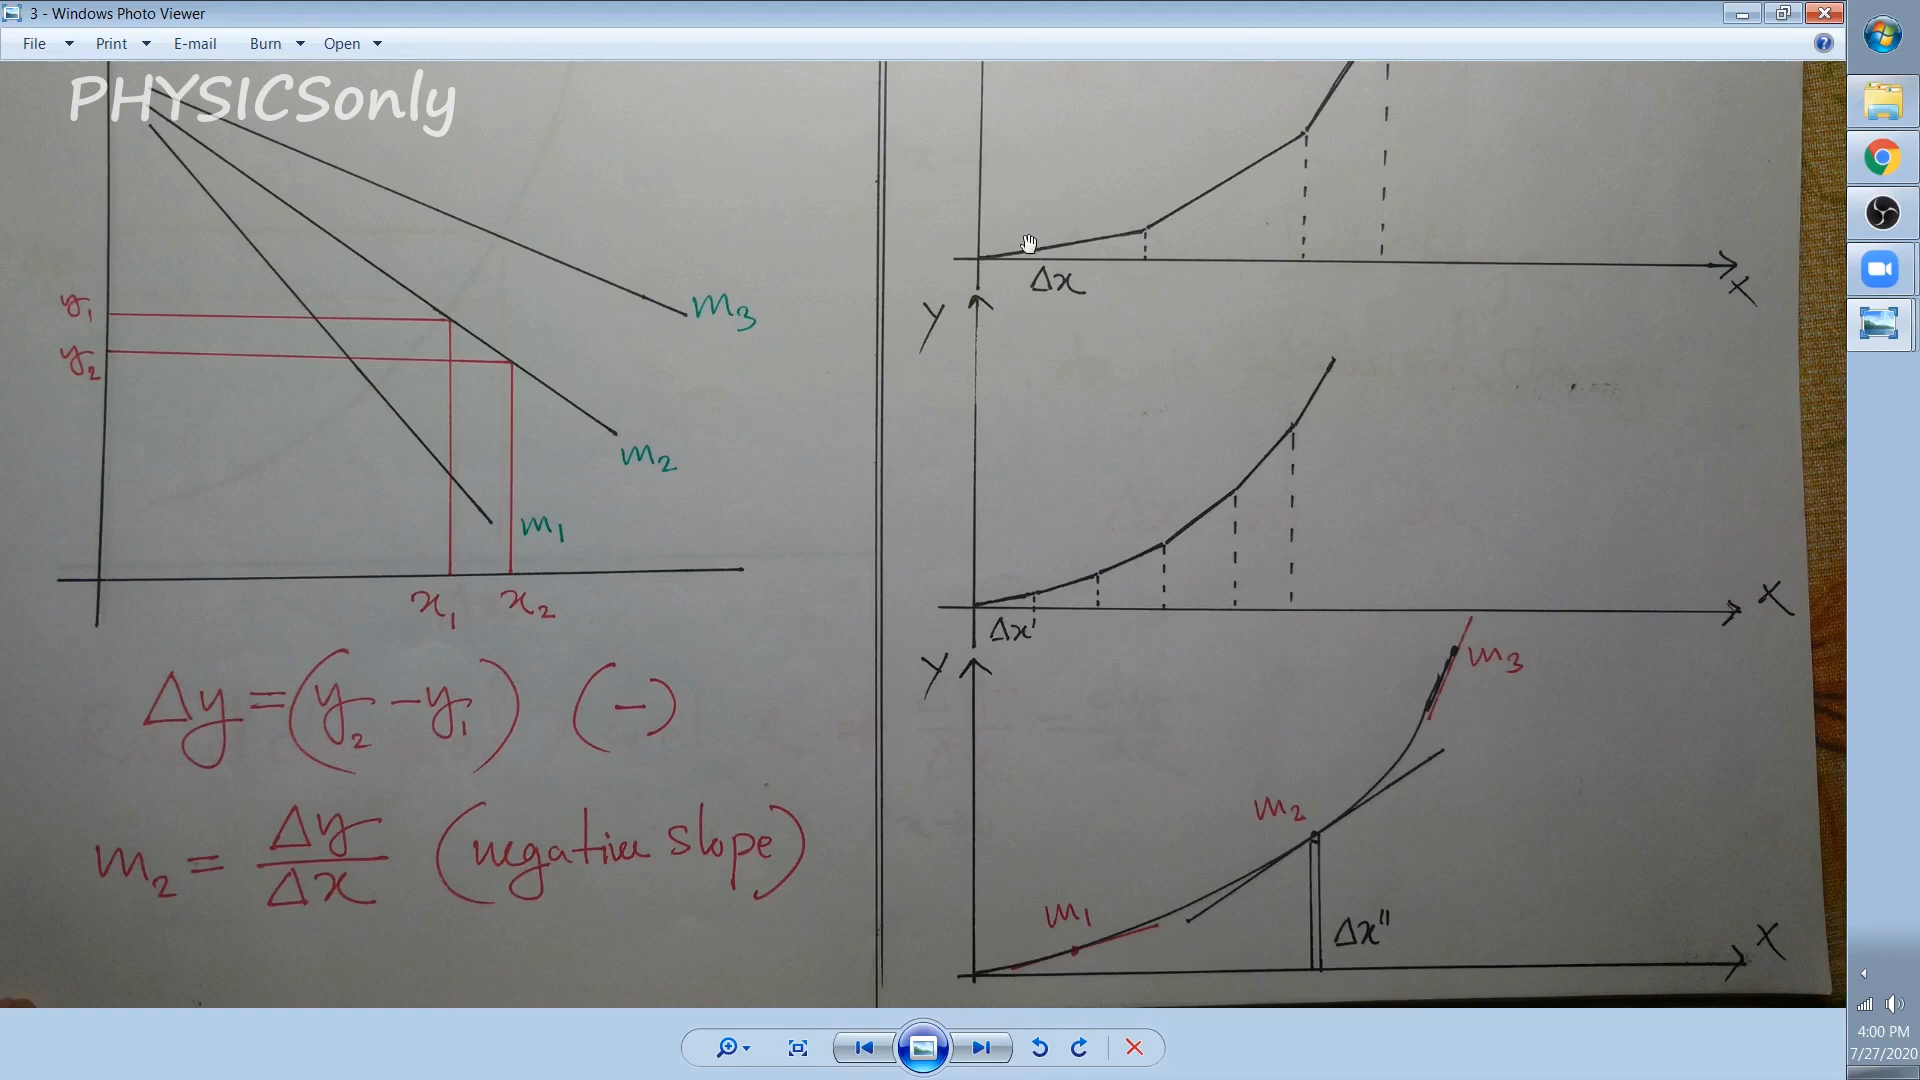 3 - Windows Photo Viewer
File Print E-mail Burn Open
PHYSICSonly
y₁
y₂
m₃
m₂
m₁
x₁ x₂
Δy = (y₂ - y₁) (-)
m₂ = Δy/Δx (negative slope)
Δx
X
Y
Δx'
X
Y
m₃
m₂
m₁
Δx"
X
4:00 PM
7/27/2020